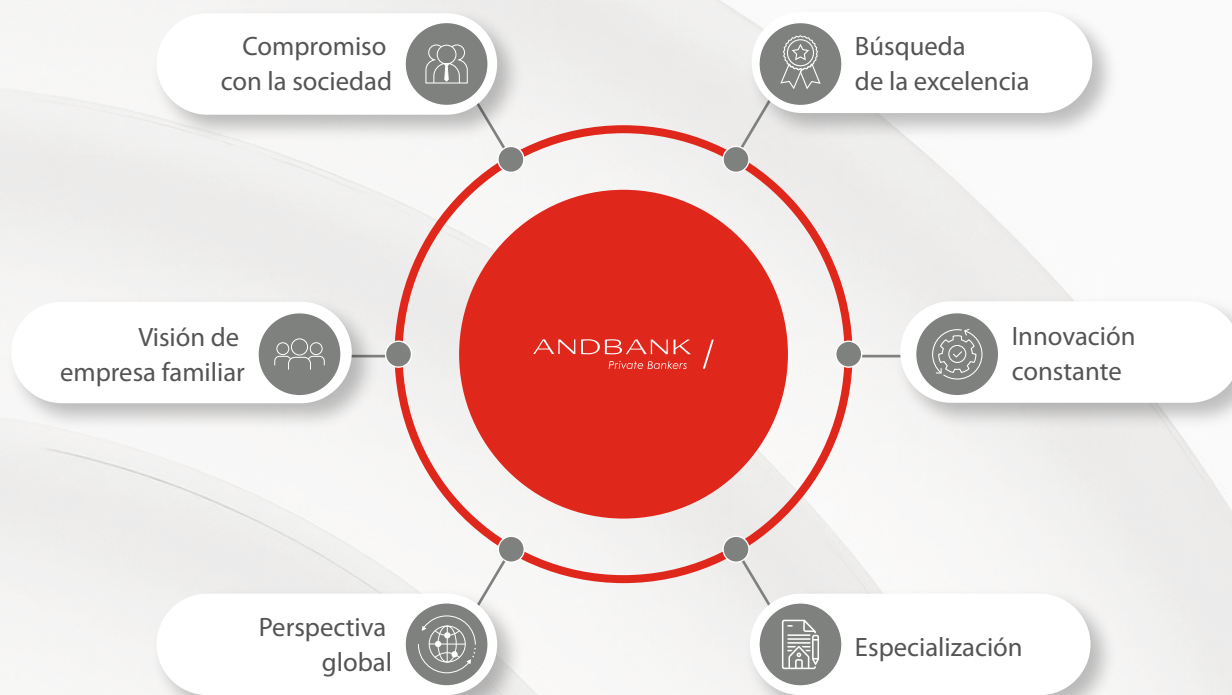 Compromiso
con la sociedad
Búsqueda
de la excelencia
Visión de
empresa familiar
ANDBANK /
Private Bankers
Innovación
constante
Perspectiva
global
Especialización